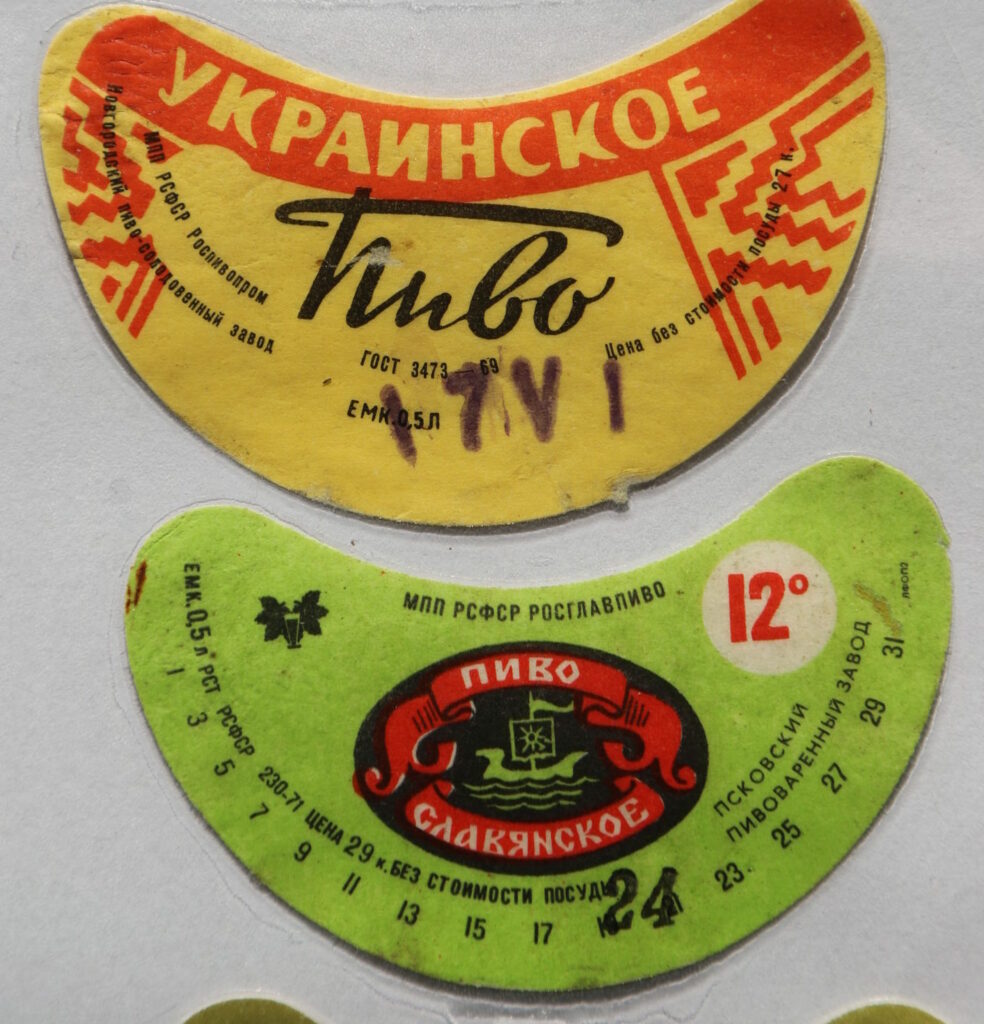 УКРАИНСКОЕ
Пиво
Новгородский пиво-солодовенный завод
МПП РСФСР Роспивопром
ГОСТ 3473 — 69
Цена без стоимости посуды 27 к.
ЕМК. 0,5 Л
17 VI
МПП РСФСР РОСГЛАВПИВО
12°
ПИВО
СЛАВЯНСКОЕ
ЕМК. 0,5 л РСТ РСФСР 230-71 ЦЕНА 29 к. БЕЗ СТОИМОСТИ ПОСУДЫ
ПСКОВСКИЙ
ПИВОВАРЕННЫЙ ЗАВОД
1 3 5 7 9 11 13 15 17 23 25 27 29 31
24